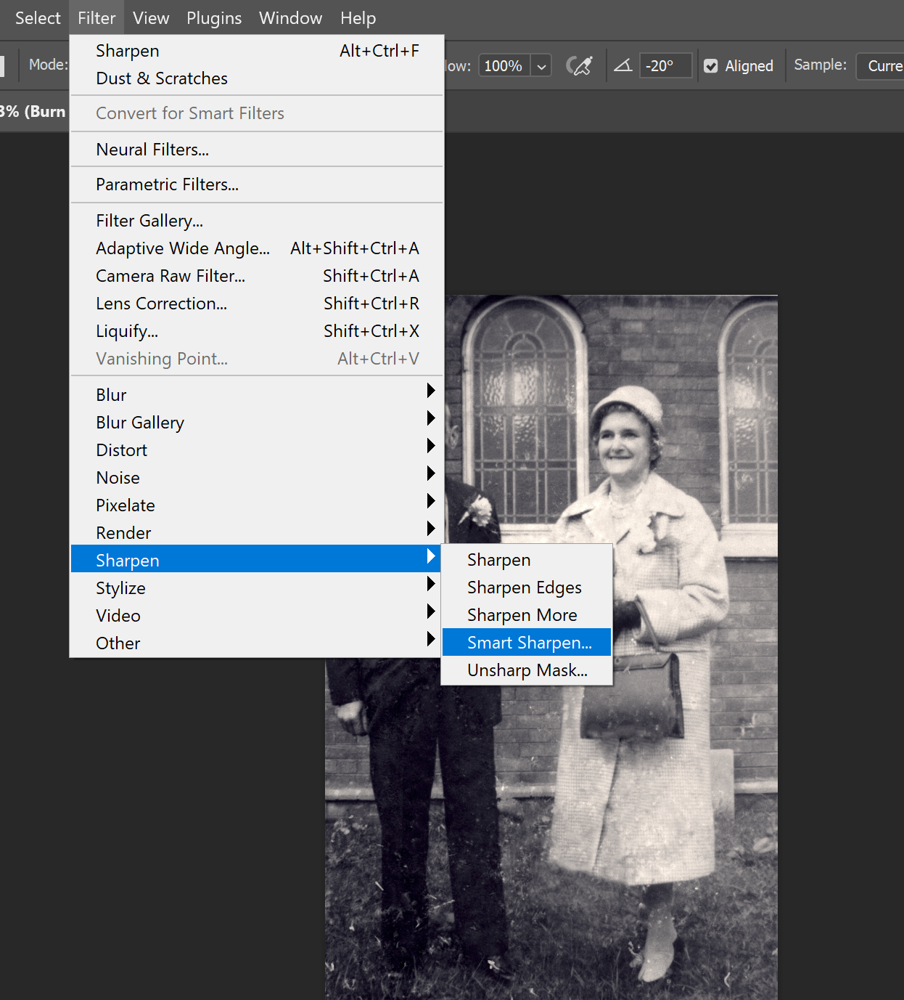 Select Filter View Plugins Window Help
Mode: low: 100% -20° Aligned Sample: Curre
3% (Burn
Sharpen Alt+Ctrl+F
Dust & Scratches
Convert for Smart Filters
Neural Filters...
Parametric Filters...
Filter Gallery...
Adaptive Wide Angle... Alt+Shift+Ctrl+A
Camera Raw Filter... Shift+Ctrl+A
Lens Correction... Shift+Ctrl+R
Liquify... Shift+Ctrl+X
Vanishing Point... Alt+Ctrl+V
Blur
Blur Gallery
Distort
Noise
Pixelate
Render
Sharpen
Stylize
Video
Other
Sharpen
Sharpen Edges
Sharpen More
Smart Sharpen...
Unsharp Mask...